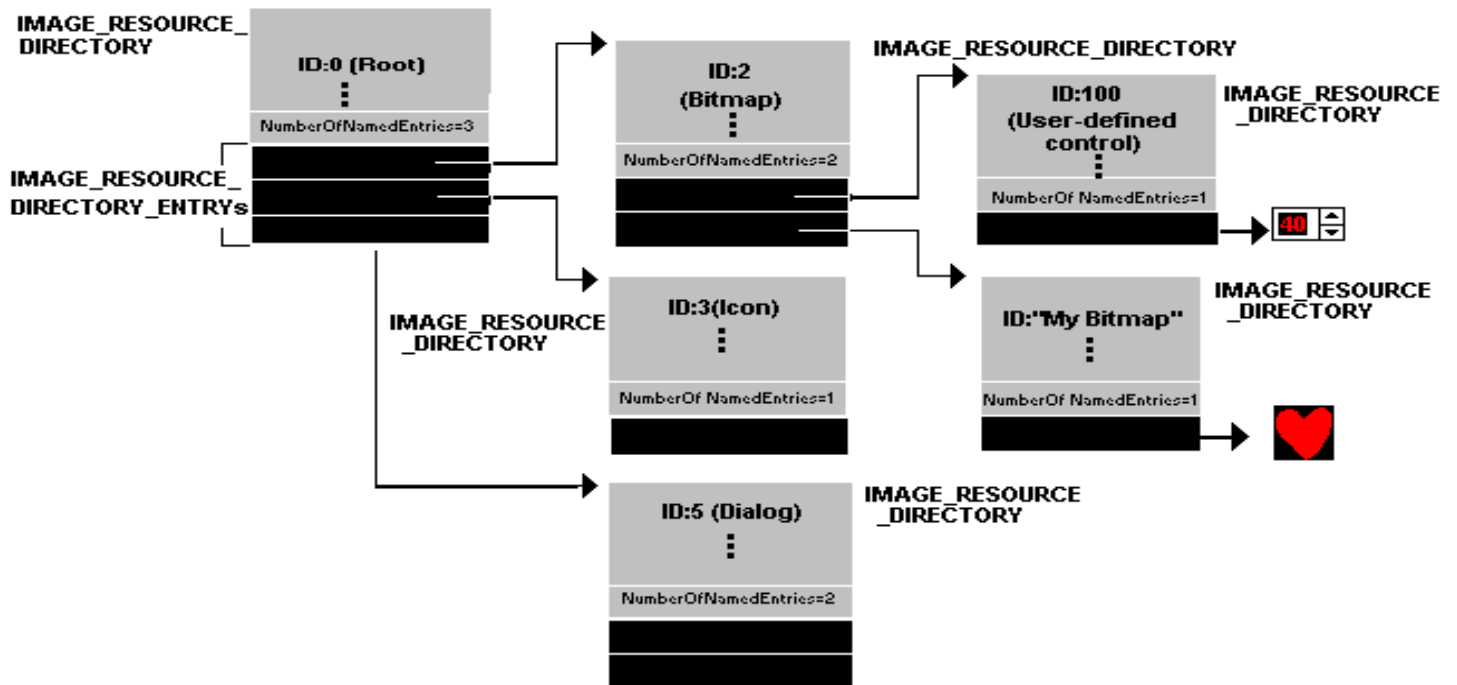 IMAGE_RESOURCE_
DIRECTORY
ID:0 (Root)
NumberOfNamedEntries=3
IMAGE_RESOURCE_
DIRECTORY_ENTRYs
ID:2
(Bitmap)
NumberOfNamedEntries=2
IMAGE_RESOURCE_DIRECTORY
ID:100
(User-defined
control)
NumberOf NamedEntries=1
IMAGE_RESOURCE
_DIRECTORY
40
IMAGE_RESOURCE
_DIRECTORY
ID:3(Icon)
NumberOf NamedEntries=1
ID:"My Bitmap"
NumberOf NamedEntries=1
IMAGE_RESOURCE
_DIRECTORY
ID:5 (Dialog)
NumberOfNamedEntries=2
IMAGE_RESOURCE
_DIRECTORY